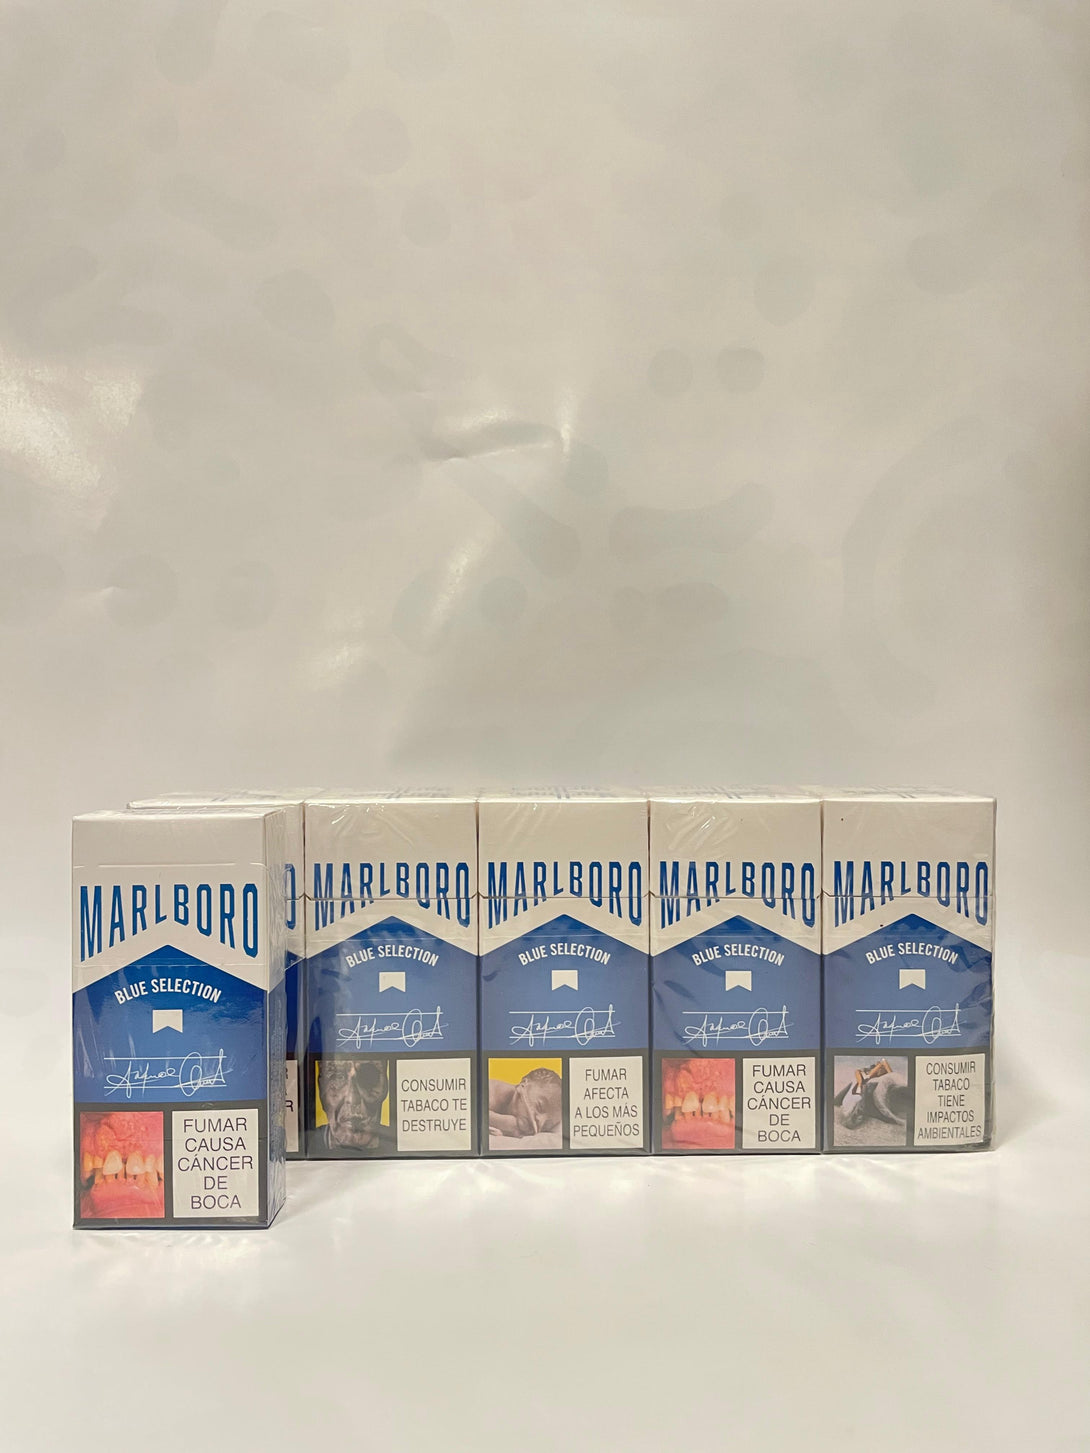 MARLBORO
BLUE SELECTION
FUMAR
CAUSA
CÁNCER
DE
BOCA
MARLBORO
BLUE SELECTION
CONSUMIR
TABACO TE
DESTRUYE
MARLBORO
BLUE SELECTION
FUMAR
AFECTA
A LOS MÁS
PEQUEÑOS
MARLBORO
BLUE SELECTION
FUMAR
CAUSA
CÁNCER
DE
BOCA
MARLBORO
BLUE SELECTION
CONSUMIR
TABACO
TIENE
IMPACTOS
AMBIENTALES